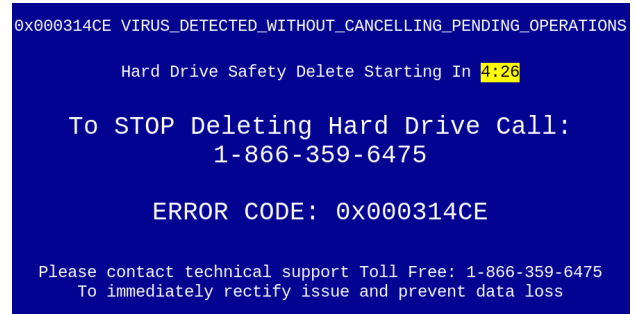 0x000314CE VIRUS_DETECTED_WITHOUT_CANCELLING_PENDING_OPERATIONS
Hard Drive Safety Delete Starting In 4:26
To STOP Deleting Hard Drive Call:
1-866-359-6475
ERROR CODE: 0x000314CE
Please contact technical support Toll Free: 1-866-359-6475
To immediately rectify issue and prevent data loss